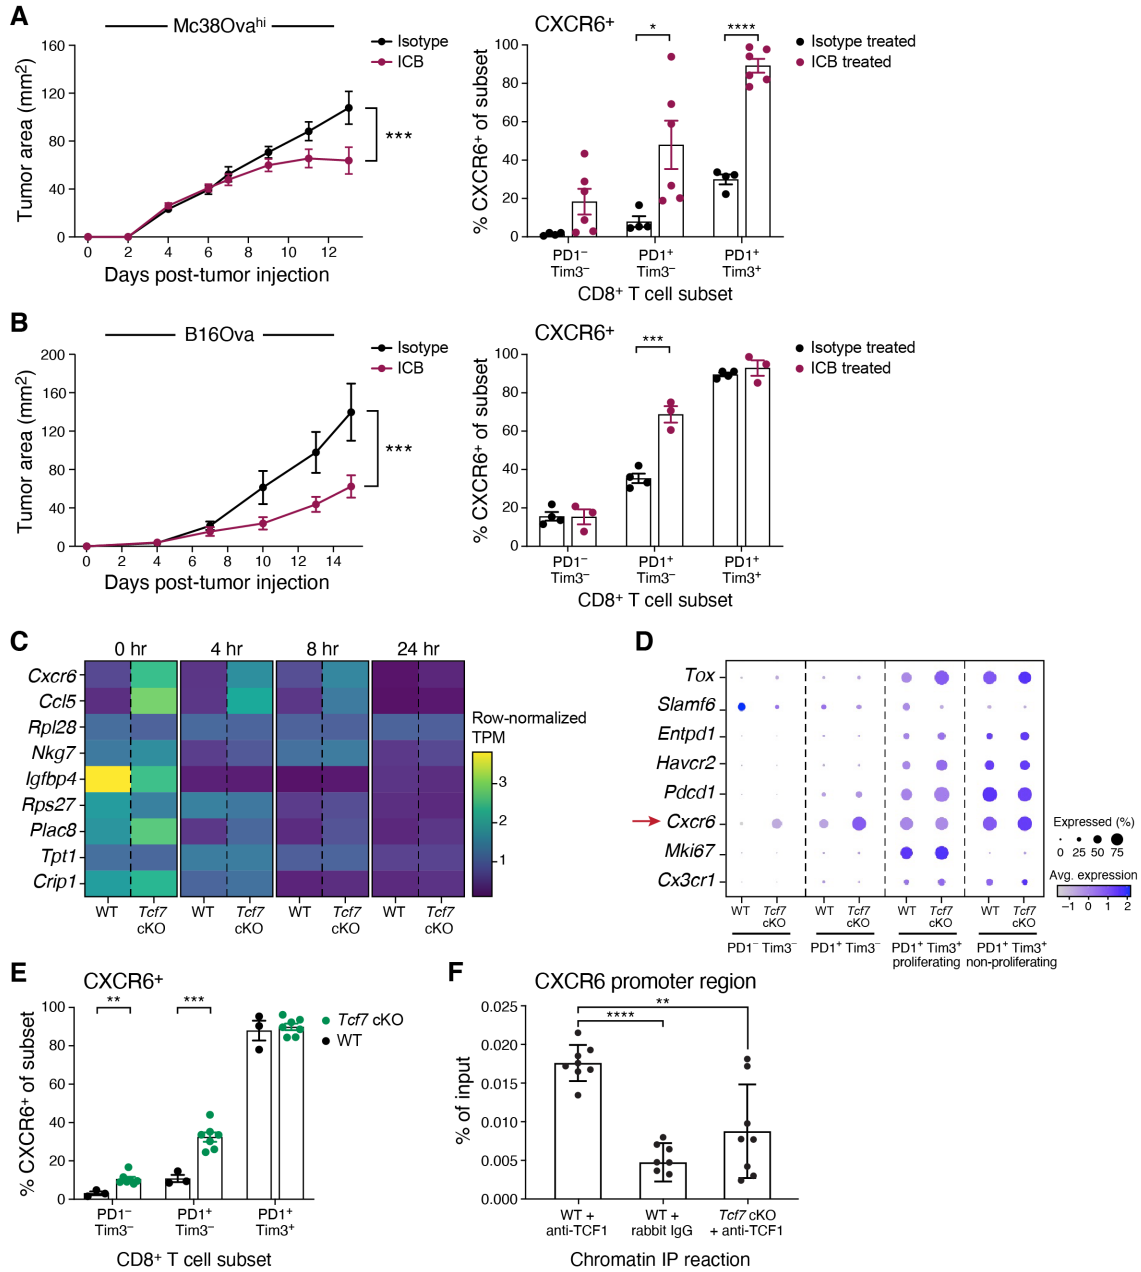 A
Mc38Ovahi
Isotype
ICB
Tumor area (mm2)
160
120
80
40
0
***
0 2 4 6 8 10 12
Days post-tumor injection
CXCR6+
Isotype treated
ICB treated
% CXCR6+ of subset
100
80
60
40
20
0
*
****
PD1– PD1+ PD1+
Tim3– Tim3– Tim3+
CD8+ T cell subset
B
B16Ova
Isotype
ICB
Tumor area (mm2)
200
160
120
80
40
0
***
0 2 4 6 8 10 12 14
Days post-tumor injection
CXCR6+
Isotype treated
ICB treated
% CXCR6+ of subset
100
80
60
40
20
0
***
PD1– PD1+ PD1+
Tim3– Tim3– Tim3+
CD8+ T cell subset
C
0 hr 4 hr 8 hr 24 hr
Cxcr6
Ccl5
Rpl28
Nkg7
Igfbp4
Rps27
Plac8
Tpt1
Crip1
WT Tcf7 WT Tcf7 WT Tcf7 WT Tcf7
cKO cKO cKO cKO
Row-normalized
TPM
3
2
1
D
Tox
Slamf6
Entpd1
Havcr2
Pdcd1
Cxcr6
Mki67
Cx3cr1
WT Tcf7 WT Tcf7 WT Tcf7 WT Tcf7
cKO cKO cKO cKO
PD1– Tim3– PD1+ Tim3– PD1+ Tim3+ PD1+ Tim3+
proliferating non-proliferating
Expressed (%)
0 25 50 75
Avg. expression
–1 0 1 2
E
CXCR6+
Tcf7 cKO
WT
% CXCR6+ of subset
100
80
60
40
20
0
**
***
PD1– PD1+ PD1+
Tim3– Tim3– Tim3+
CD8+ T cell subset
F
CXCR6 promoter region
% of input
0.025
0.020
0.015
0.010
0.005
0.000
**
****
WT + WT + Tcf7 cKO
anti-TCF1 rabbit IgG + anti-TCF1
Chromatin IP reaction